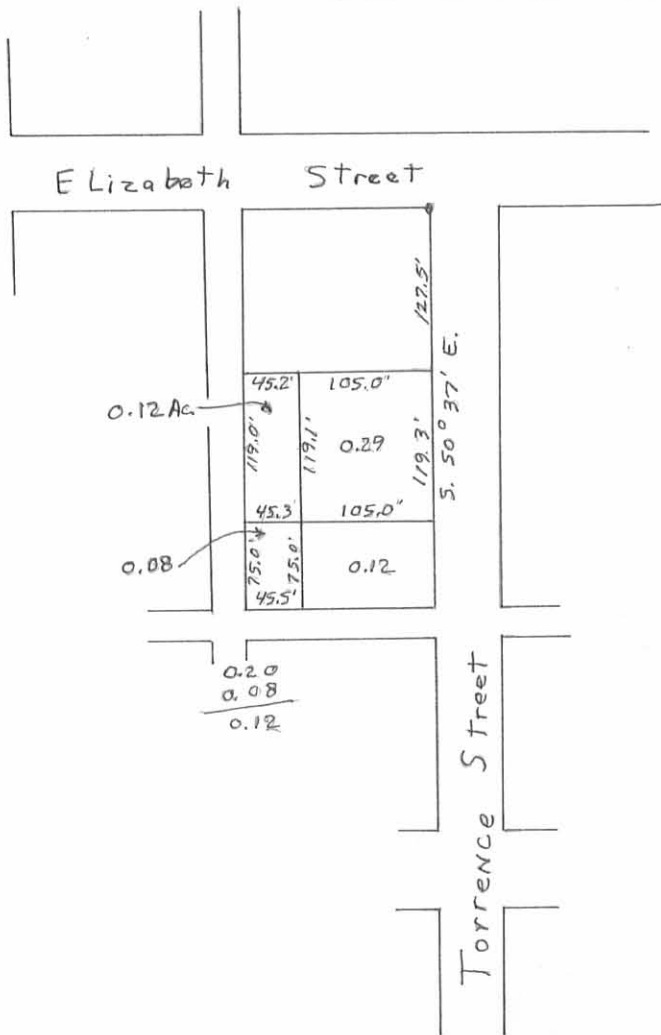 ELizaboth Street
127.5'
S. 50° 37' E.
45.2' 105.0"
0.12 Ac.
119.0' 119.1' 0.29 119.3'
45.3 105.0"
0.08
75.0' 75.0' 0.12
45.5'
0.20
0.08
0.12
Torrence Street